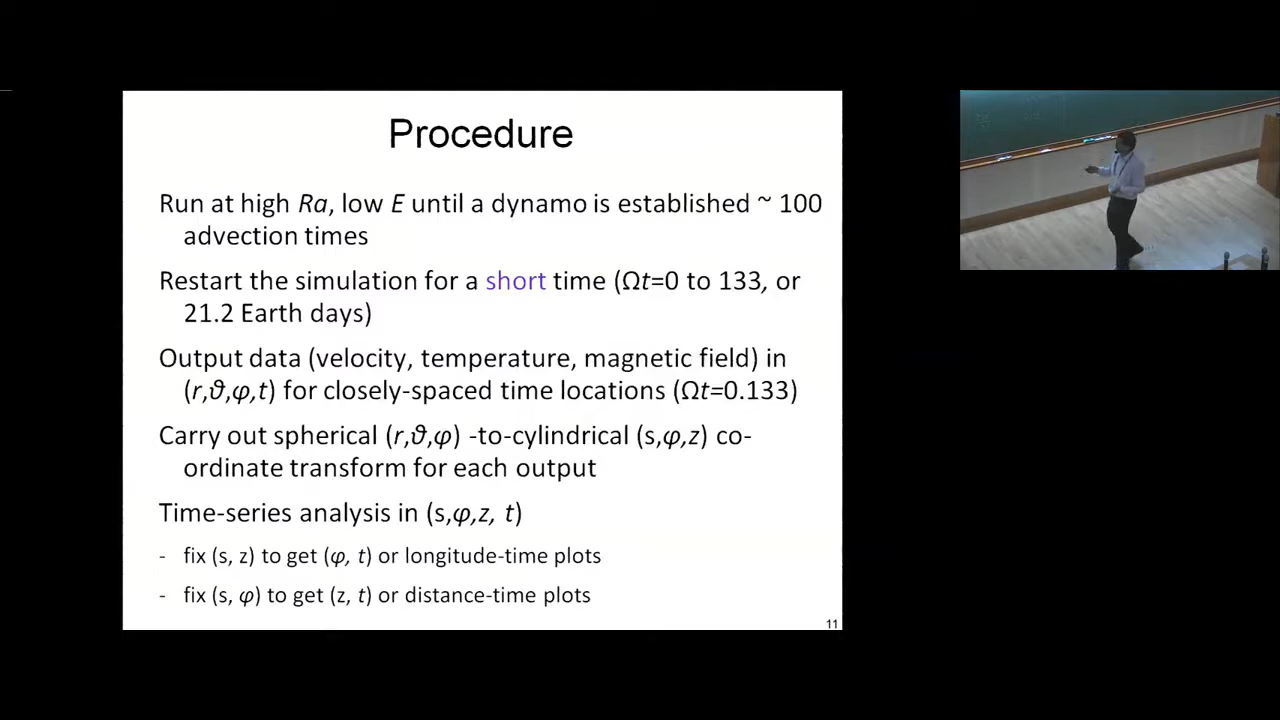 Procedure
Run at high Ra, low E until a dynamo is established ~ 100
advection times
Restart the simulation for a short time (Ωt=0 to 133, or
21.2 Earth days)
Output data (velocity, temperature, magnetic field) in
(r,ϑ,φ,t) for closely-spaced time locations (Ωt=0.133)
Carry out spherical (r,ϑ,φ) -to-cylindrical (s,φ,z) co-
ordinate transform for each output
Time-series analysis in (s,φ,z, t)
- fix (s, z) to get (φ, t) or longitude-time plots
- fix (s, φ) to get (z, t) or distance-time plots
11